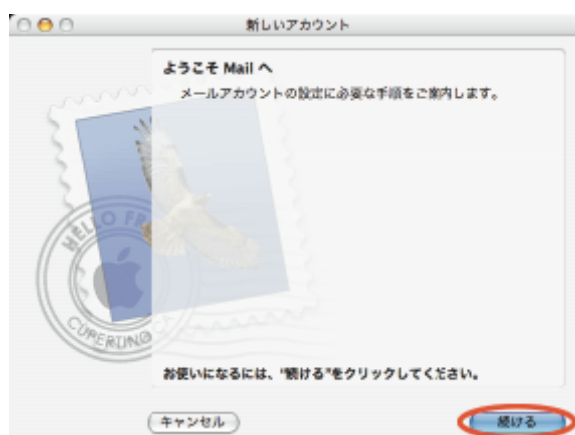 新しいアカウント
ようこそ Mail へ
メールアカウントの設定に必要な手順をご案内します。
HELLO FR
CUPERTINO
お使いになるには、"続ける"をクリックしてください。
キャンセル
続ける